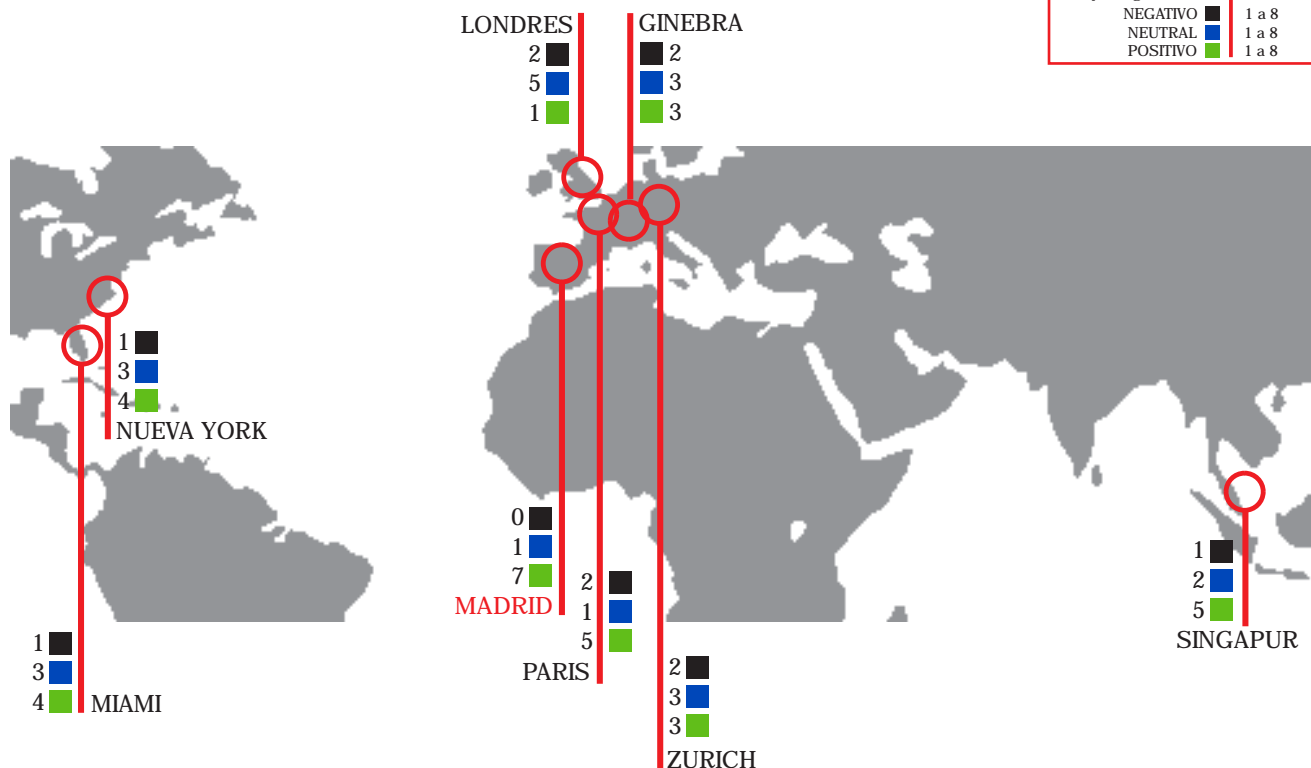 NEGATIVO 1 a 8
NEUTRAL 1 a 8
POSITIVO 1 a 8
LONDRES
2
5
1
GINEBRA
2
3
3
1
3
4
NUEVA YORK
0
1
7
MADRID
2
1
5
PARIS
1
2
5
SINGAPUR
1
3
4 MIAMI
2
3
3
ZURICH